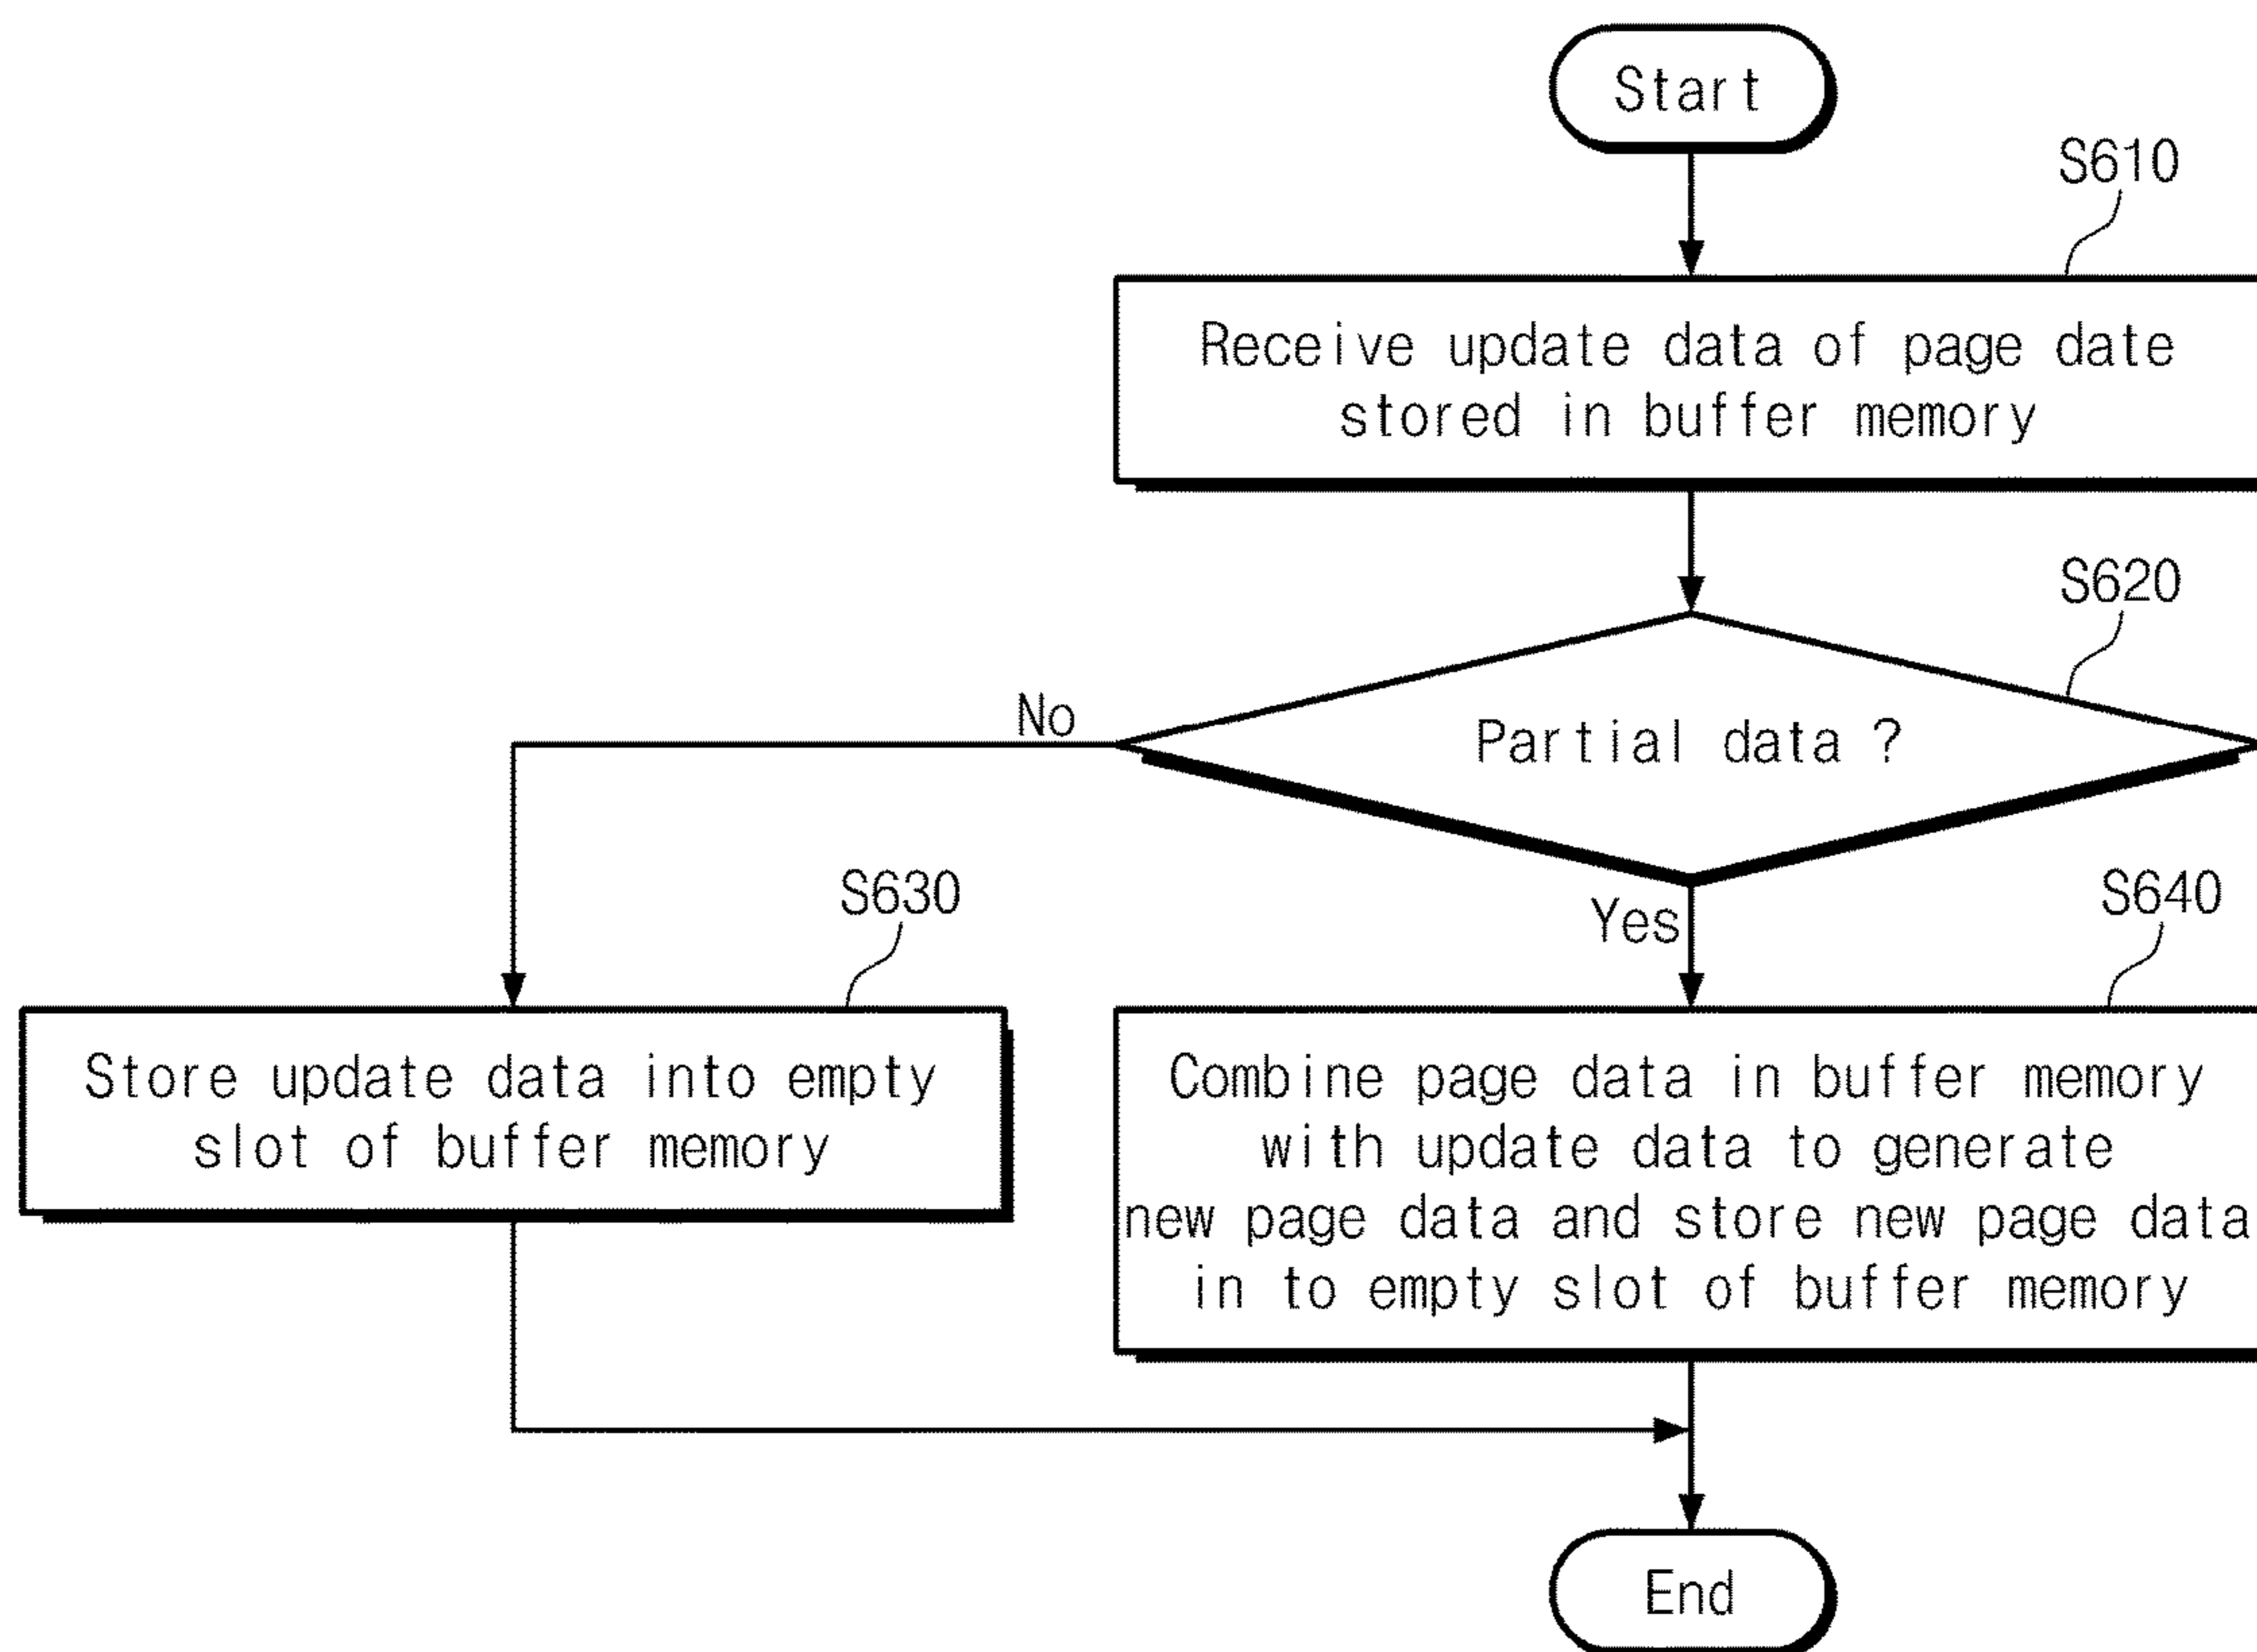 Start
S610
Receive update data of page date
stored in buffer memory
S620
Partial data ?
No
Yes
S630
Store update data into empty
slot of buffer memory
S640
Combine page data in buffer memory
with update data to generate
new page data and store new page data
in to empty slot of buffer memory
End